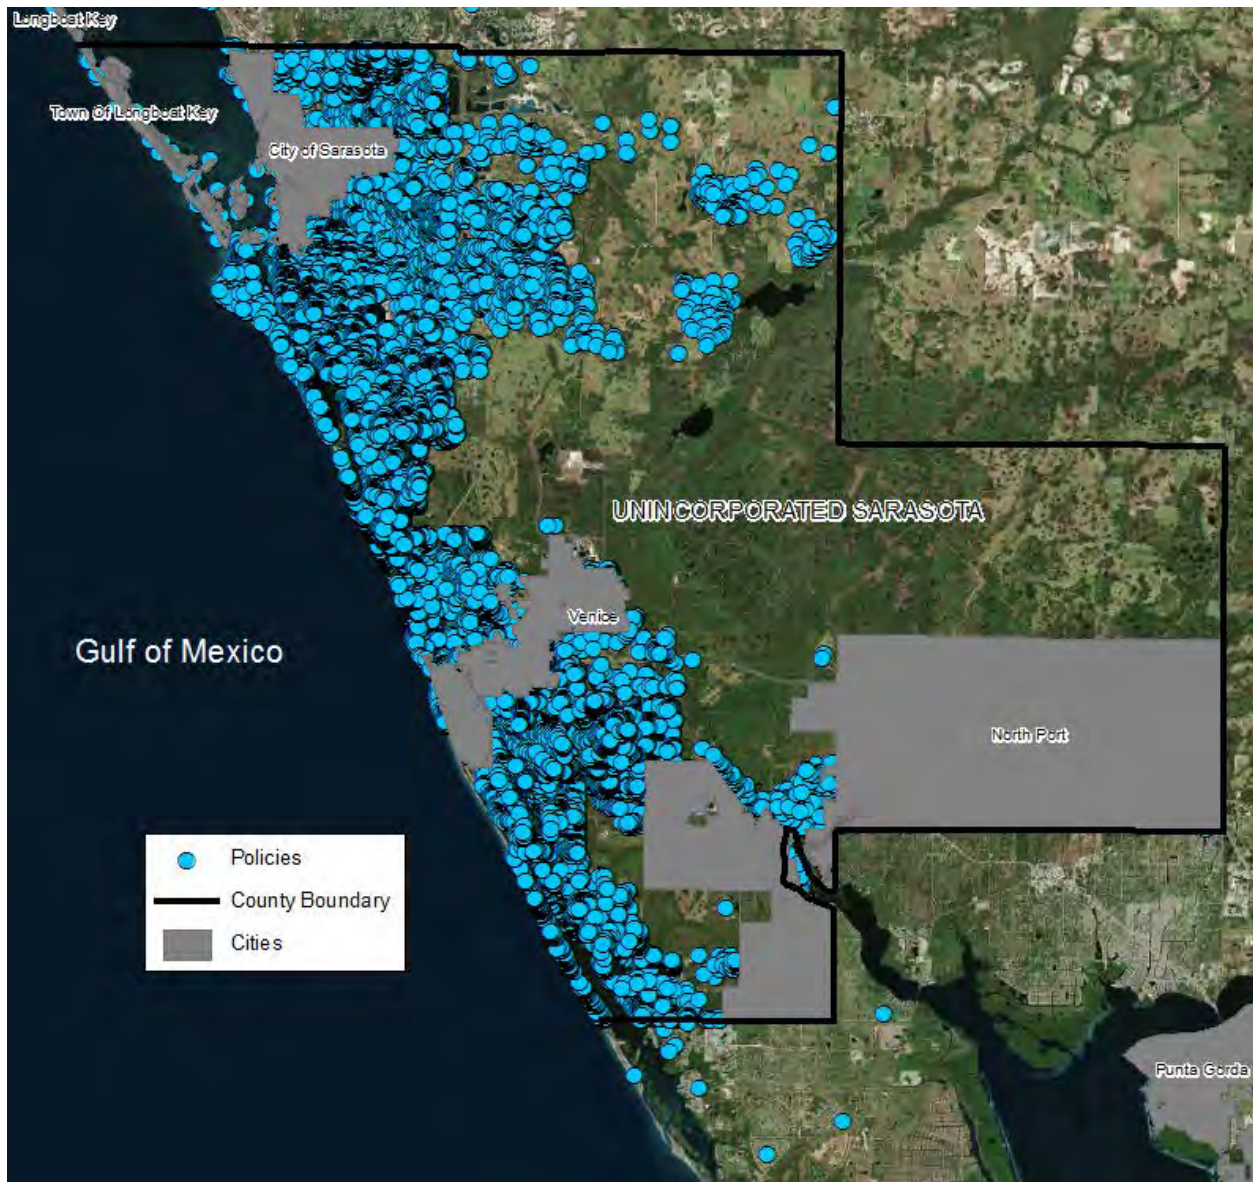 Longboat Key
Town Of Longboat Key
City of Sarasota
UNINCORPORATED SARASOTA
Venice
Gulf of Mexico
North Port
Policies
County Boundary
Cities
Punta Gorda